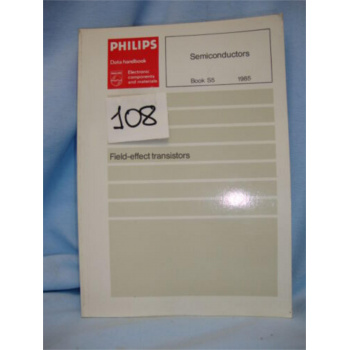 PHILIPS
Data handbook
Electronic
components
and materials
Semiconductors
Book S5 1985
108
Field-effect transistors